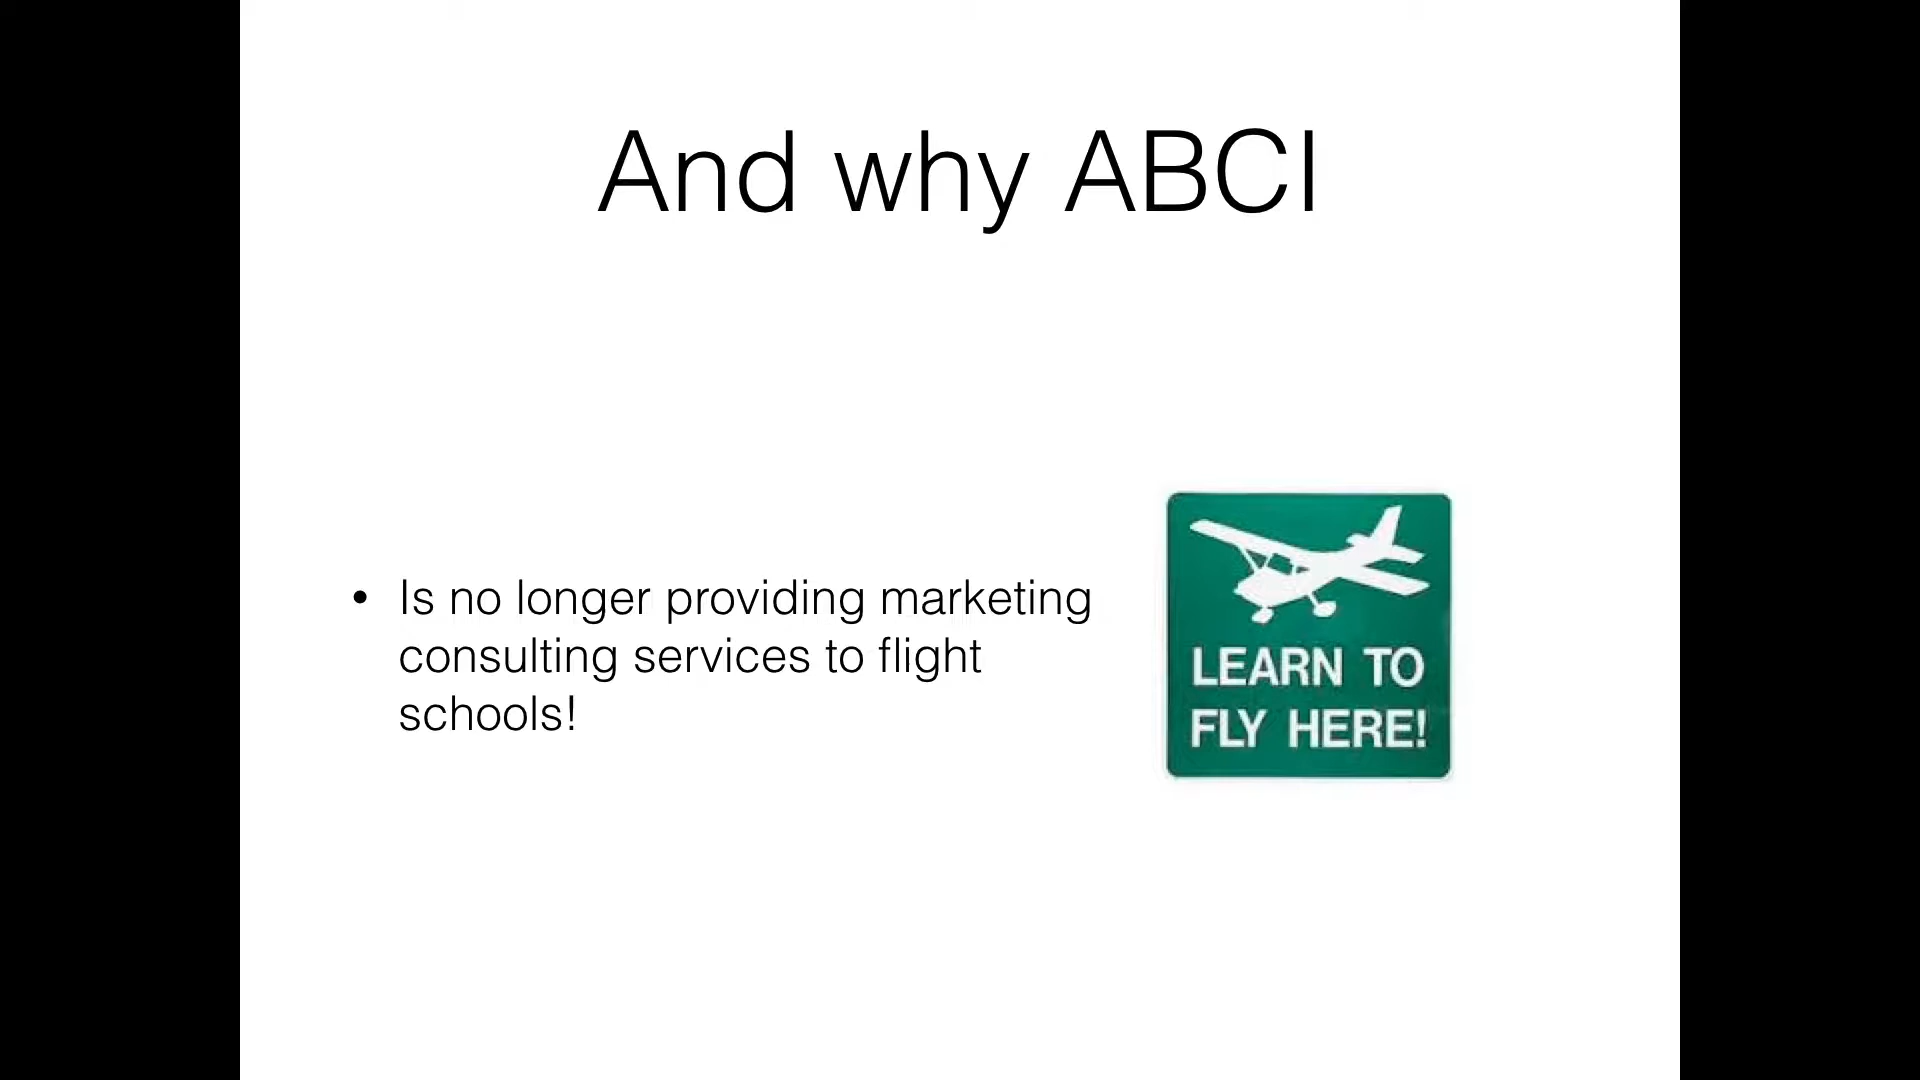 And why ABCI
• Is no longer providing marketing
consulting services to flight
schools!
LEARN TO
FLY HERE!